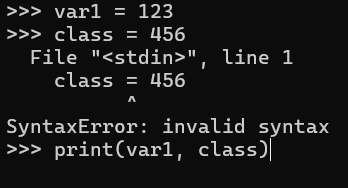 >>> var1 = 123
>>> class = 456
  File "<stdin>", line 1
    class = 456
          ^
SyntaxError: invalid syntax
>>> print(var1, class)